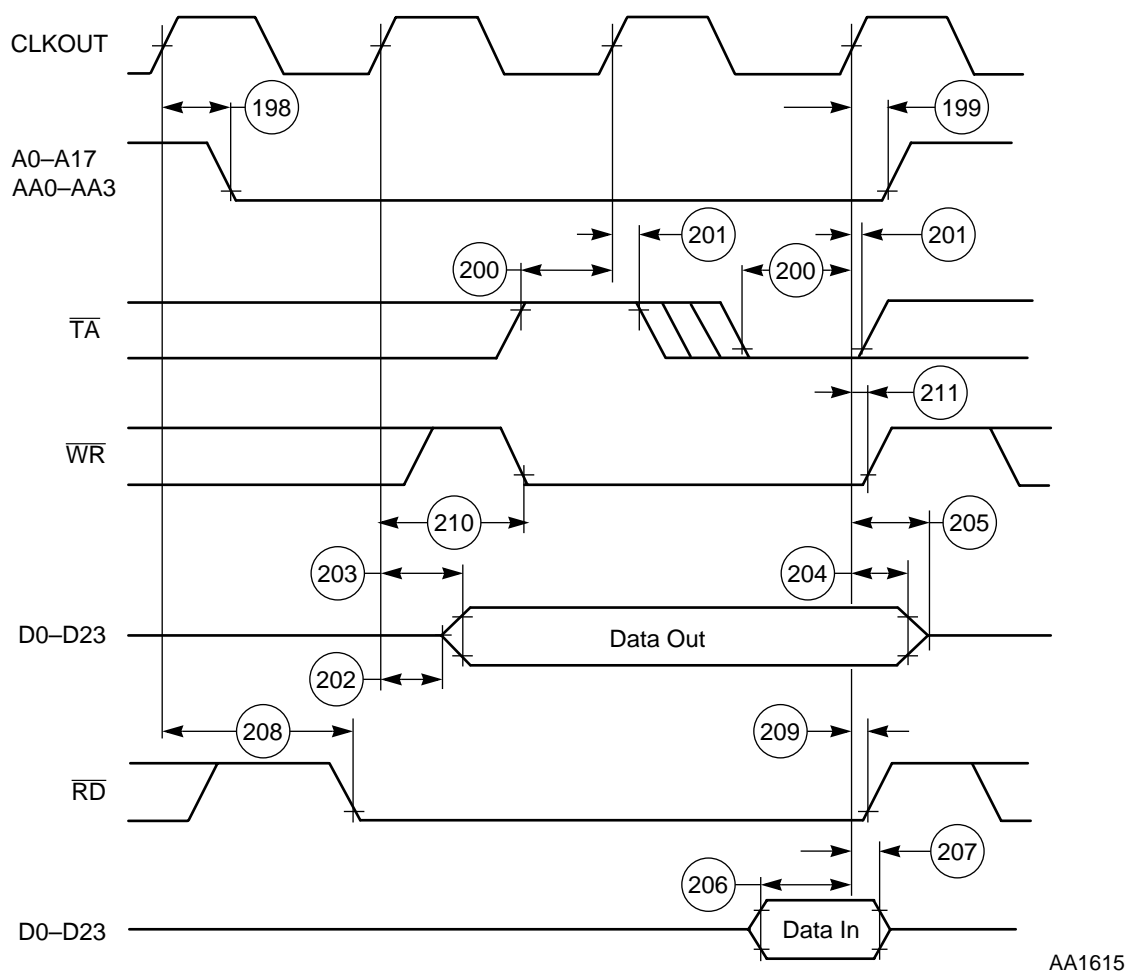 CLKOUT
198
199
A0–A17
AA0–AA3
201
201
200
200
TA
211
WR
210
205
203
204
D0–D23
Data Out
202
208
209
RD
207
206
D0–D23
Data In
AA1615